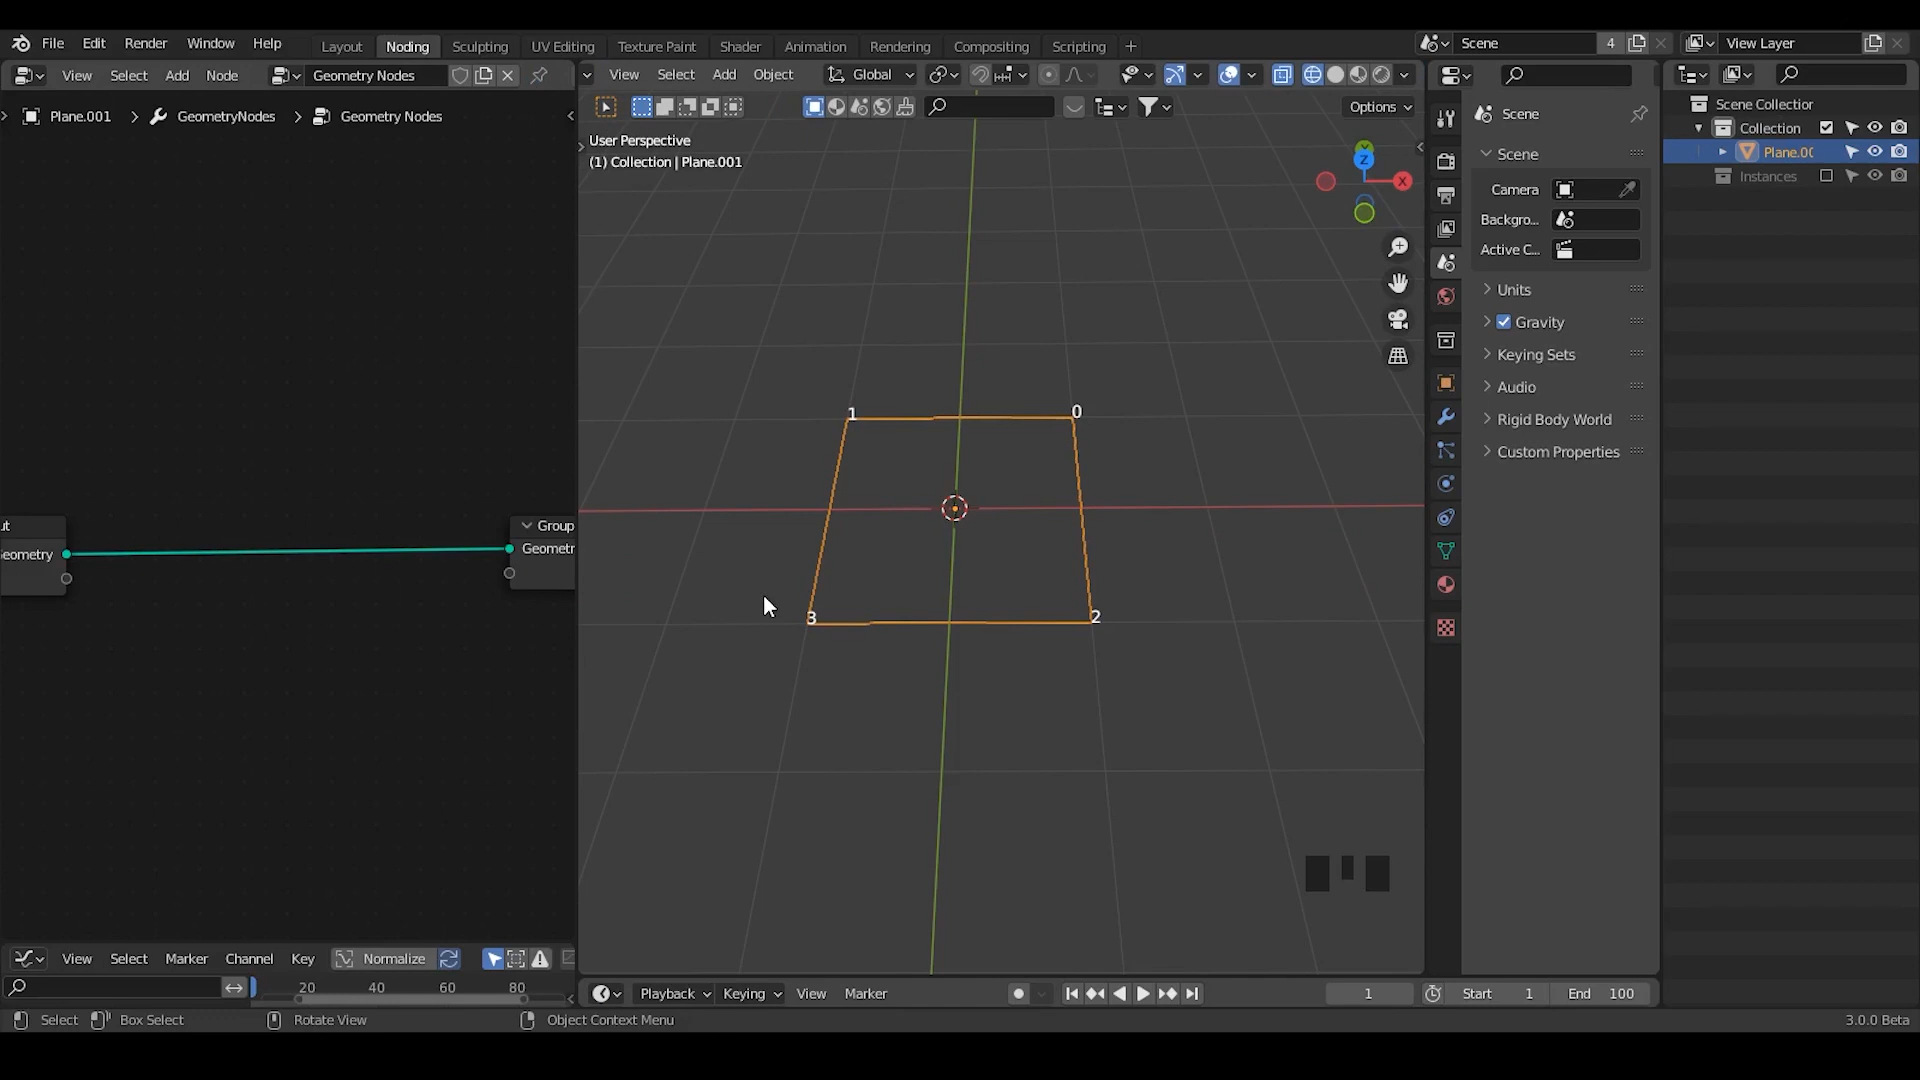 File Edit Render Window Help Layout Noding Sculpting UV Editing Texture Paint Shader Animation Rendering Compositing Scripting + Scene 4 View Layer
View Select Add Node Geometry Nodes View Select Add Object Global
Plane.001 GeometryNodes Geometry Nodes
Options
User Perspective
(1) Collection | Plane.001
Z
X
Y
1
0
3
2
ut
eometry
Group
Geometr
Scene
Scene
Camera
Backgro...
Active C...
Units
Gravity
Keying Sets
Audio
Rigid Body World
Custom Properties
Scene Collection
Collection
Plane.00
Instances
View Select Marker Channel Key Normalize
20 40 60 80
Playback Keying View Marker 1 Start 1 End 100
Select Box Select Rotate View Object Context Menu 3.0.0 Beta